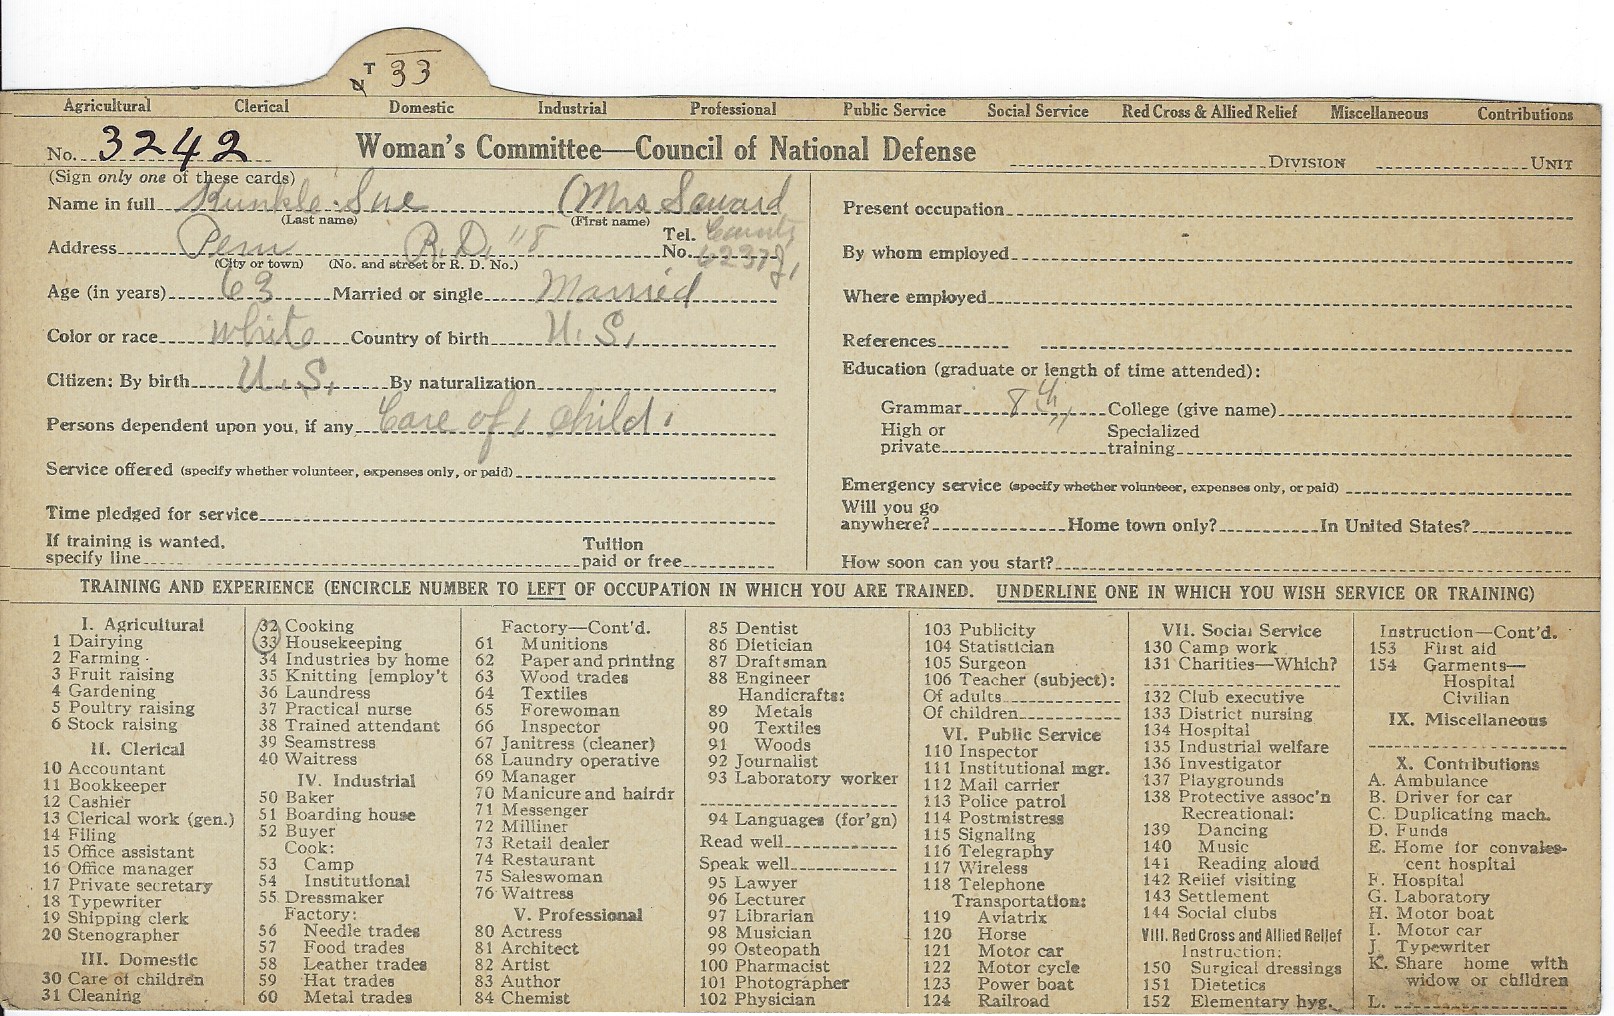 T
U 33
Agricultural Clerical Domestic Industrial Professional Public Service Social Service Red Cross & Allied Relief Miscellaneous Contributions
No. 3242 Woman's Committee—Council of National Defense DIVISION UNIT
(Sign only one of these cards)
Name in full Kunkle Sue (Mrs Seward
(Last name) (First name)
Address Peru R.D. "8 Tel. No. County
(City or town) (No. and street or R. D. No.)
Age (in years) 63 Married or single Married
Color or race white Country of birth U. S.
Citizen: By birth U. S. By naturalization
Persons dependent upon you, if any Care of 1 child.
Service offered (specify whether volunteer, expenses only, or paid)
Time pledged for service
If training is wanted, Tuition
specify line paid or free
Present occupation
By whom employed
Where employed
References
Education (graduate or length of time attended):
Grammar 8th College (give name)
High or Specialized
private training
Emergency service (specify whether volunteer, expenses only, or paid)
Will you go
anywhere? Home town only? In United States?
How soon can you start?
TRAINING AND EXPERIENCE (ENCIRCLE NUMBER TO LEFT OF OCCUPATION IN WHICH YOU ARE TRAINED. UNDERLINE ONE IN WHICH YOU WISH SERVICE OR TRAINING)
I. Agricultural
1 Dairying
2 Farming
3 Fruit raising
4 Gardening
5 Poultry raising
6 Stock raising
II. Clerical
10 Accountant
11 Bookkeeper
12 Cashier
13 Clerical work (gen.)
14 Filing
15 Office assistant
16 Office manager
17 Private secretary
18 Typewriter
19 Shipping clerk
20 Stenographer
III. Domestic
30 Care of children
31 Cleaning
32 Cooking
33 Housekeeping
34 Industries by home
35 Knitting [employ't
36 Laundress
37 Practical nurse
38 Trained attendant
39 Seamstress
40 Waitress
IV. Industrial
50 Baker
51 Boarding house
52 Buyer
Cook:
53 Camp
54 Institutional
55 Dressmaker
Factory:
56 Needle trades
57 Food trades
58 Leather trades
59 Hat trades
60 Metal trades
Factory—Cont'd.
61 Munitions
62 Paper and printing
63 Wood trades
64 Textiles
65 Forewoman
66 Inspector
67 Janitress (cleaner)
68 Laundry operative
69 Manager
70 Manicure and hairdr
71 Messenger
72 Milliner
73 Retail dealer
74 Restaurant
75 Saleswoman
76 Waitress
V. Professional
80 Actress
81 Architect
82 Artist
83 Author
84 Chemist
85 Dentist
86 Dietician
87 Draftsman
88 Engineer
Handicrafts:
89 Metals
90 Textiles
91 Woods
92 Journalist
93 Laboratory worker
94 Languages (for'gn)
Read well
Speak well
95 Lawyer
96 Lecturer
97 Librarian
98 Musician
99 Osteopath
100 Pharmacist
101 Photographer
102 Physician
103 Publicity
104 Statistician
105 Surgeon
106 Teacher (subject):
Of adults
Of children
VI. Public Service
110 Inspector
111 Institutional mgr.
112 Mail carrier
113 Police patrol
114 Postmistress
115 Signaling
116 Telegraphy
117 Wireless
118 Telephone
Transportation:
119 Aviatrix
120 Horse
121 Motor car
122 Motor cycle
123 Power boat
124 Railroad
VII. Social Service
130 Camp work
131 Charities—Which?
132 Club executive
133 District nursing
134 Hospital
135 Industrial welfare
136 Investigator
137 Playgrounds
138 Protective assoc'n
Recreational:
139 Dancing
140 Music
141 Reading aloud
142 Relief visiting
143 Settlement
144 Social clubs
VIII. Red Cross and Allied Relief
Instruction:
150 Surgical dressings
151 Dietetics
152 Elementary hyg.
Instruction—Cont'd.
153 First aid
154 Garments—
Hospital
Civilian
IX. Miscellaneous
X. Contributions
A. Ambulance
B. Driver for car
C. Duplicating mach.
D. Funds
E. Home for convales-
cent hospital
F. Hospital
G. Laboratory
H. Motor boat
I. Motor car
J. Typewriter
K. Share home with
widow or children
L.